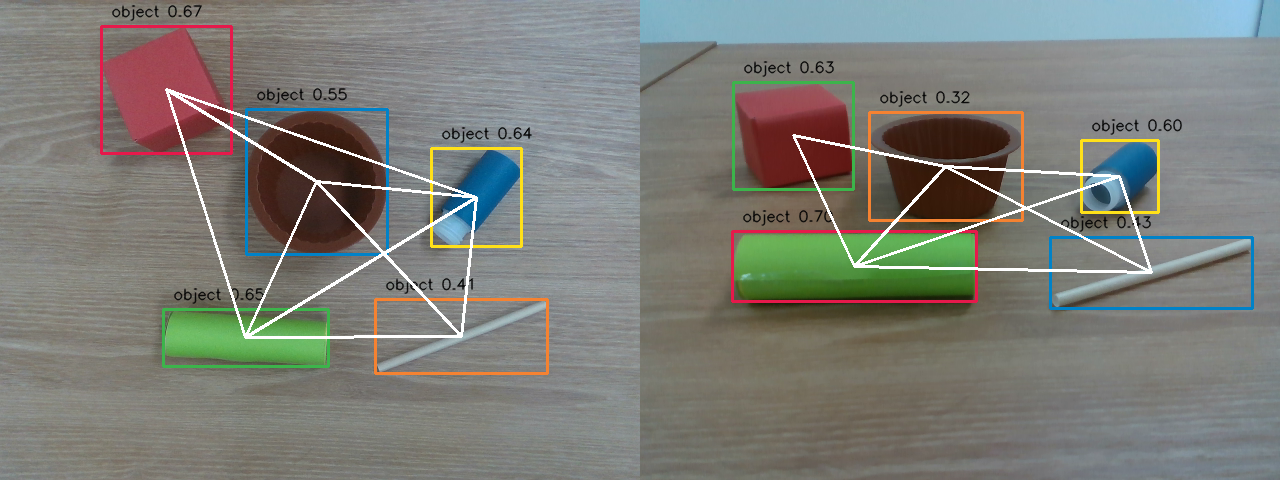 object 0.67
object 0.55
object 0.64
object 0.65
object 0.41
object 0.63
object 0.32
object 0.60
object 0.70
object 0.43